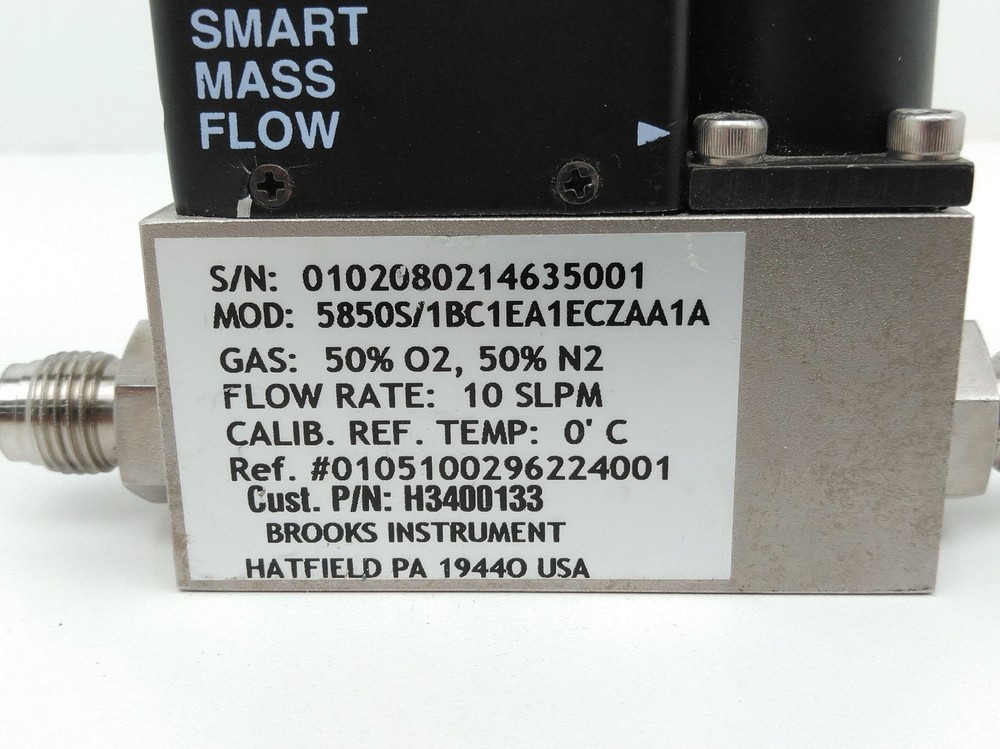 SMART
MASS
FLOW
S/N: 0102080214635001
MOD: 5850S/1BC1EA1ECZAA1A
GAS: 50% O2, 50% N2
FLOW RATE: 10 SLPM
CALIB. REF. TEMP: 0' C
Ref. #0105100296224001
Cust. P/N: H3400133
BROOKS INSTRUMENT
HATFIELD PA 19440 USA